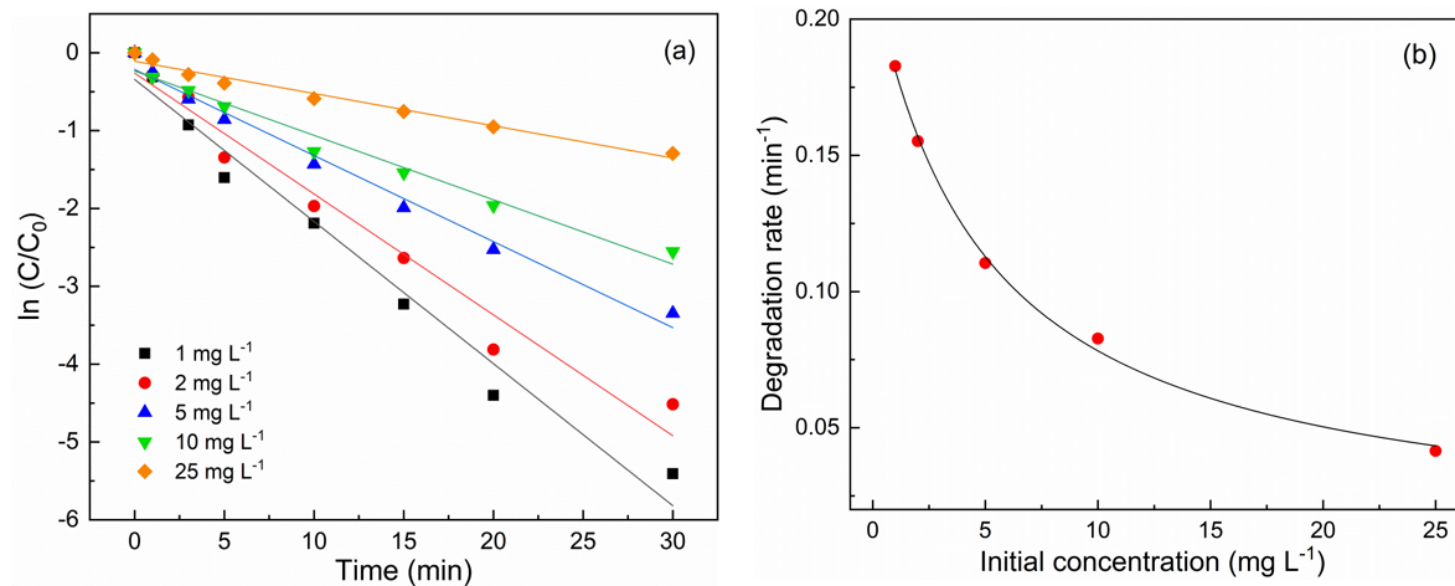 (a)
ln (C/C₀)
0
-1
-2
-3
-4
-5
-6
1 mg L⁻¹
2 mg L⁻¹
5 mg L⁻¹
10 mg L⁻¹
25 mg L⁻¹
0 5 10 15 20 25 30
Time (min)
(b)
Degradation rate (min⁻¹)
0.20
0.15
0.10
0.05
0 5 10 15 20 25
Initial concentration (mg L⁻¹)